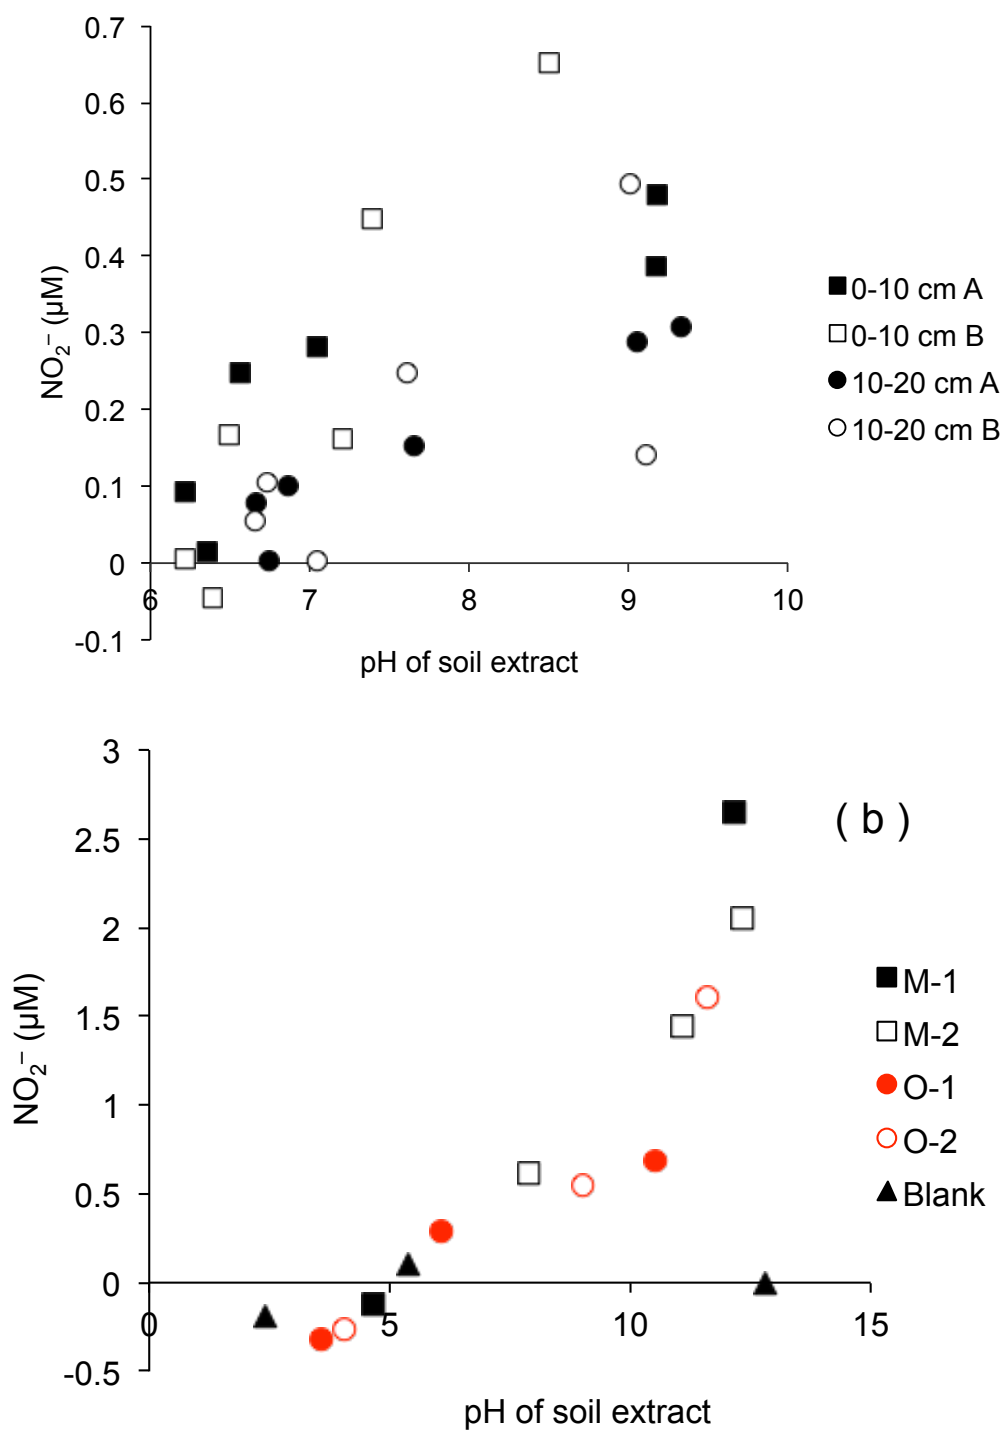 0.7
0.6
0.5
0.4
0.3
0.2
0.1
0
-0.1
NO₂⁻ (µM)
6 7 8 9 10
pH of soil extract
0-10 cm A
0-10 cm B
10-20 cm A
10-20 cm B
3
2.5
2
1.5
1
0.5
0
-0.5
NO₂⁻ (µM)
0 5 10 15
pH of soil extract
( b )
M-1
M-2
O-1
O-2
Blank